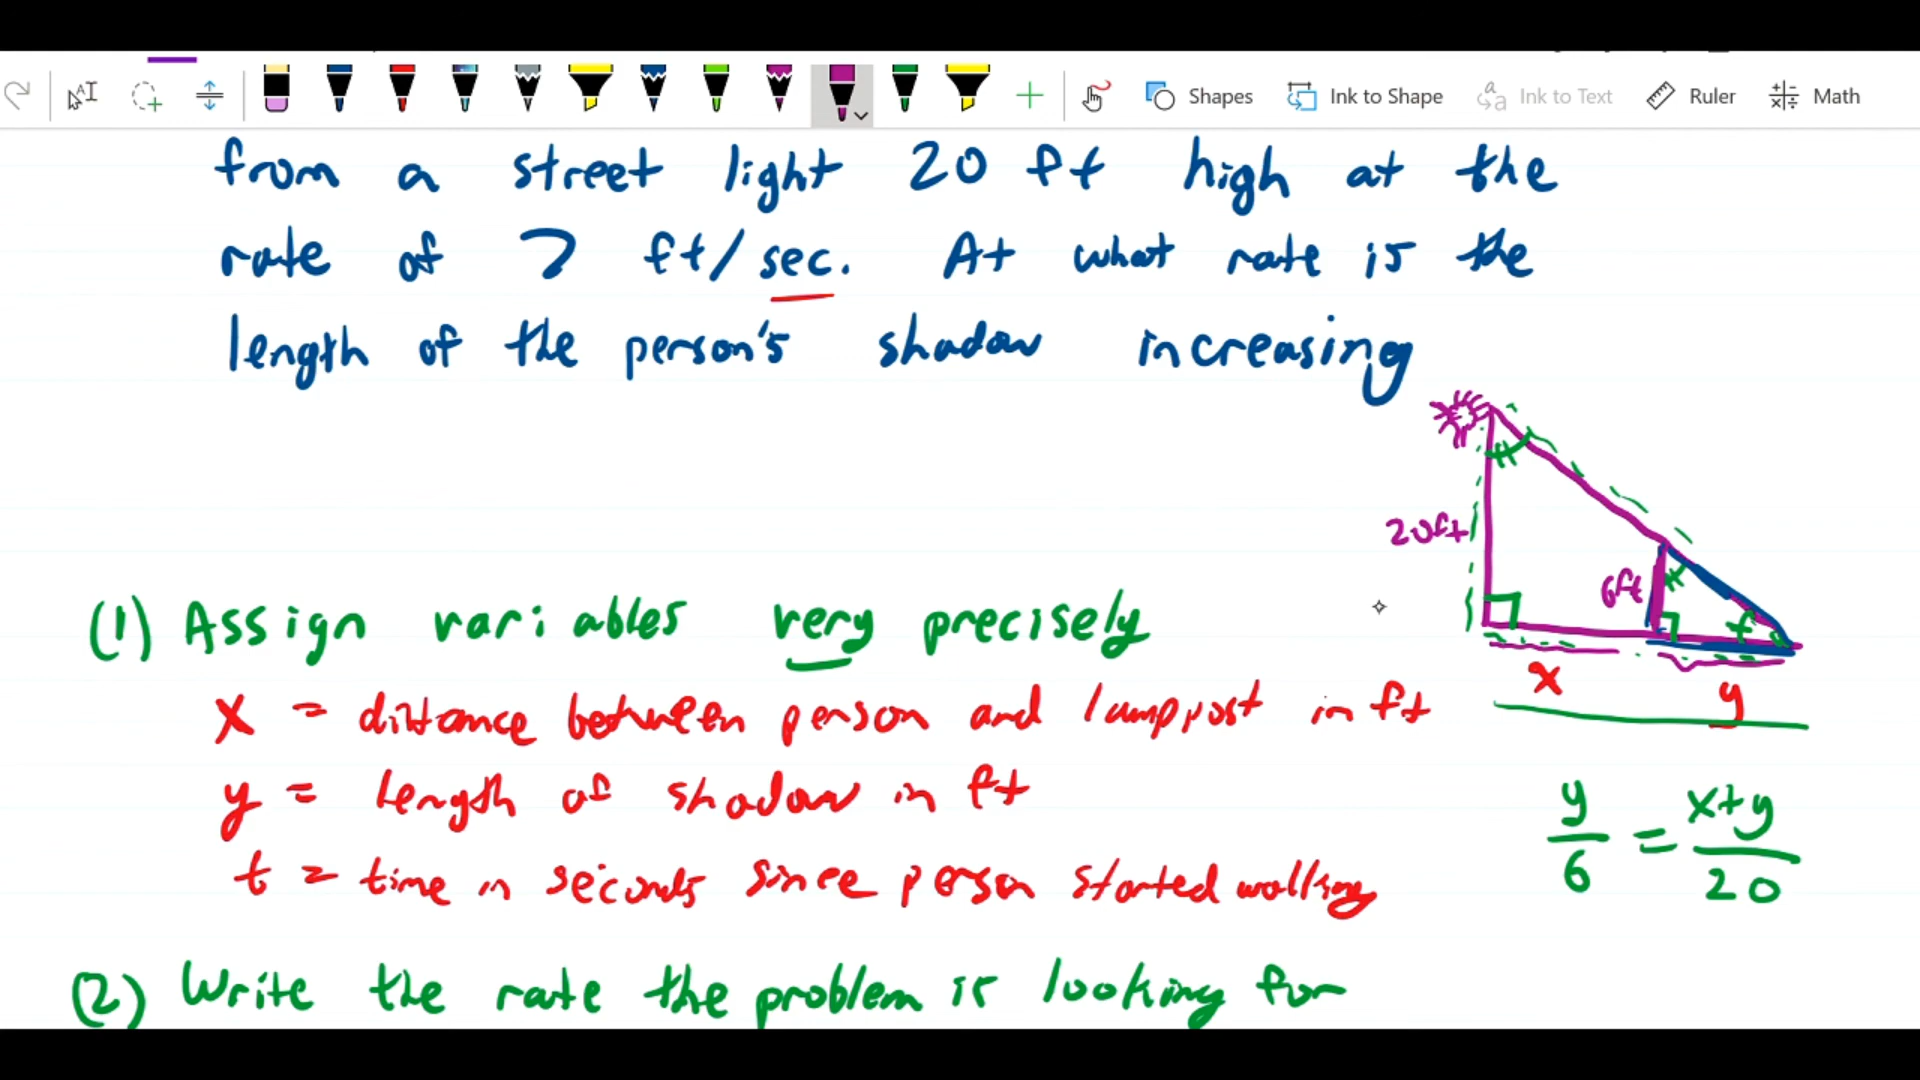 Shapes Ink to Shape Ink to Text Ruler Math
from a street light 20 ft high at the
rate of 7 ft/sec. At what rate is the
length of the person's shadow increasing
20ft
6ft
x y
(1) Assign variables very precisely
x = distance between person and lamppost in ft
y = length of shadow in ft
t = time in seconds since person started walking
y/6 = x+y/20
(2) Write the rate the problem is looking for